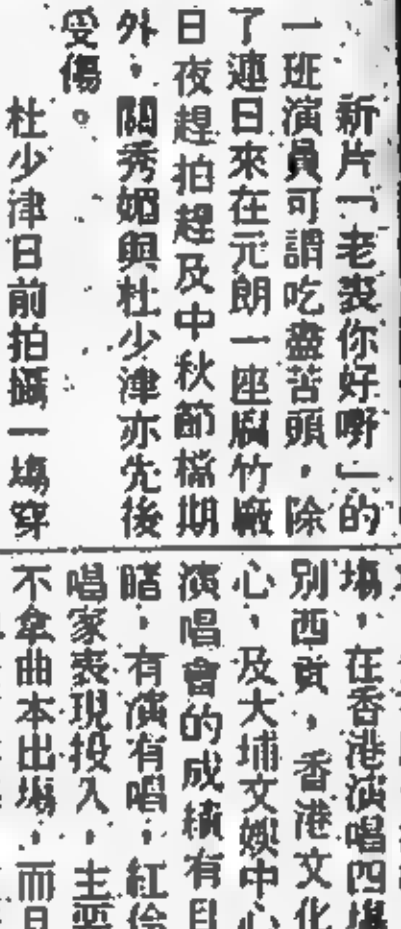 新片「老衰你好嘢」的
一班演員可謂吃盡苦頭，除
了連日來在元朗一座腐竹廠
日夜趕拍趕及中秋節檔期
外，關秀媚與杜少津亦先後
受傷。
杜少津日前拍攝一場穿
場，在香港演唱四場
別西貢，香港文化
心，及大埔文娛中心
演唱會的成績有目
睹，有演有唱，紅伶
唱家表現投入，主要
不拿曲本出場，而且